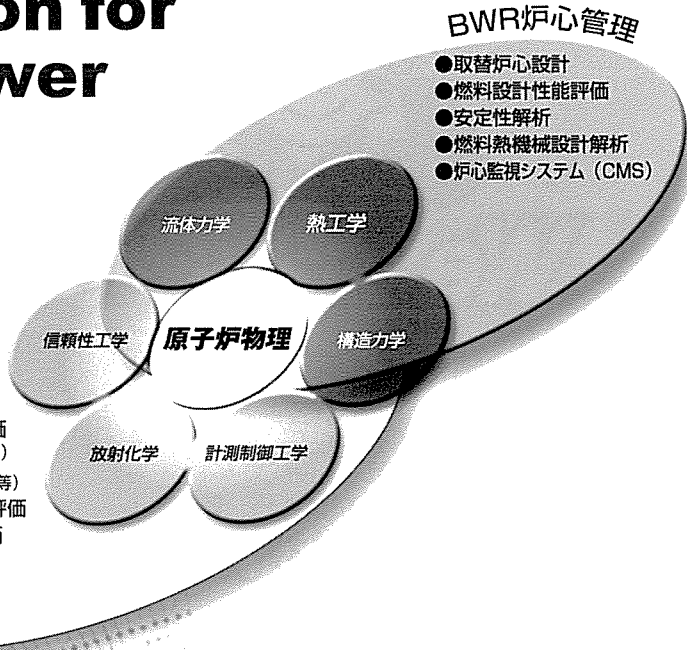 on for
wer
BWR炉心管理
●取替炉心設計
●燃料設計性能評価
●安定性解析
●燃料熱機械設計解析
●炉心監視システム（CMS）
流体力学
熱工学
信頼性工学
原子炉物理
構造力学
放射化学
計測制御工学
価
）
等）
評価